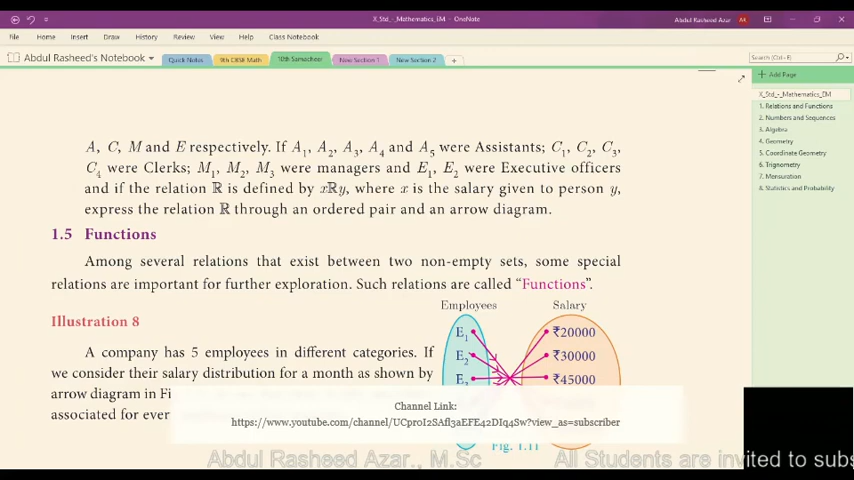 X_Std_-_Mathematics_EM - OneNote
Abdul Rasheed Azar AR
File Home Insert Draw History Review View Help Class Notebook
Abdul Rasheed's Notebook
Quick Notes 9th CBSE Math 10th Samacheer New Section 1 New Section 2 +
Search (Ctrl + E)
Add Page
X_Std_-_Mathematics_EM
1. Relations and Functions
2. Numbers and Sequences
3. Algebra
4. Geometry
5. Coordinate Geometry
6. Trignometry
7. Mensuration
8. Statistics and Probability
A, C, M and E respectively. If A1, A2, A3, A4 and A5 were Assistants; C1, C2, C3,
C4 were Clerks; M1, M2, M3 were managers and E1, E2 were Executive officers
and if the relation ℝ is defined by xℝy, where x is the salary given to person y,
express the relation ℝ through an ordered pair and an arrow diagram.
1.5 Functions
Among several relations that exist between two non-empty sets, some special
relations are important for further exploration. Such relations are called “Functions”.
Illustration 8
A company has 5 employees in different categories. If
we consider their salary distribution for a month as shown by
arrow diagram in Fi
associated for ever
Employees Salary
E1 ₹20000
E2 ₹30000
₹45000
Fig. 1.11
Channel Link:
https://www.youtube.com/channel/UCproI2SAfl3aEFE42DIq4Sw?view_as=subscriber
Abdul Rasheed Azar., M.Sc All Students are invited to subs